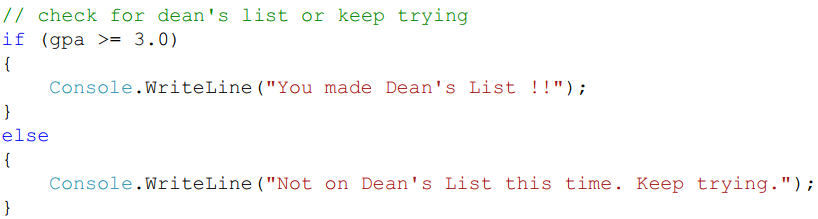 // check for dean's list or keep trying
if (gpa >= 3.0)
{
    Console.WriteLine("You made Dean's List !!");
}
else
{
    Console.WriteLine("Not on Dean's List this time. Keep trying.");
}